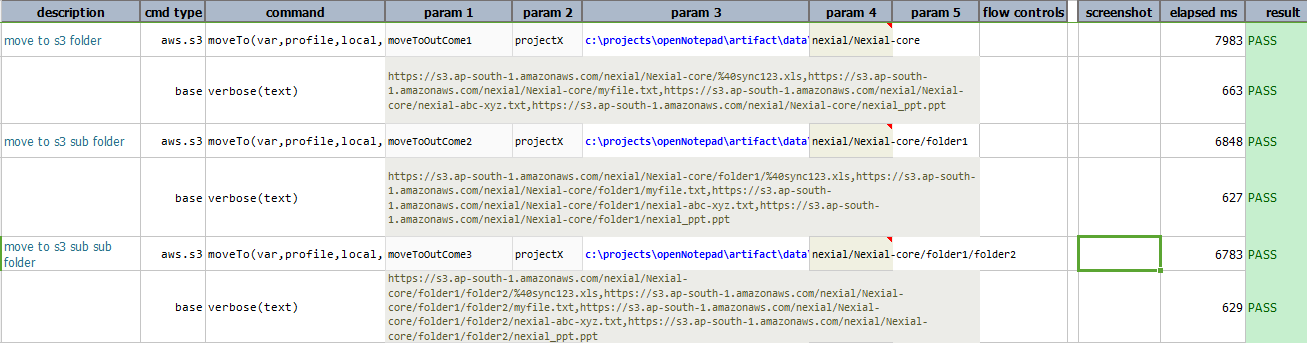 description cmd type command param 1 param 2 param 3 param 4 param 5 flow controls screenshot elapsed ms result
move to s3 folder aws.s3 moveTo(var,profile,local, moveToOutCome1 projectX c:\projects\openNotepad\artifact\data\ nexial/Nexial-core 7983 PASS
base verbose(text) 663 PASS
https://s3.ap-south-1.amazonaws.com/nexial/Nexial-core/%40sync123.xls,https://s3.ap-south-
1.amazonaws.com/nexial/Nexial-core/myfile.txt,https://s3.ap-south-1.amazonaws.com/nexial/Nexial-
core/nexial-abc-xyz.txt,https://s3.ap-south-1.amazonaws.com/nexial/Nexial-core/nexial_ppt.ppt
move to s3 sub folder aws.s3 moveTo(var,profile,local, moveToOutCome2 projectX c:\projects\openNotepad\artifact\data\ nexial/Nexial-core/folder1 6848 PASS
base verbose(text) 627 PASS
https://s3.ap-south-1.amazonaws.com/nexial/Nexial-core/folder1/%40sync123.xls,https://s3.ap-south-
1.amazonaws.com/nexial/Nexial-core/folder1/myfile.txt,https://s3.ap-south-
1.amazonaws.com/nexial/Nexial-core/folder1/nexial-abc-xyz.txt,https://s3.ap-south-
1.amazonaws.com/nexial/Nexial-core/folder1/nexial_ppt.ppt
move to s3 sub sub
folder
aws.s3 moveTo(var,profile,local, moveToOutCome3 projectX c:\projects\openNotepad\artifact\data\ nexial/Nexial-core/folder1/folder2 6783 PASS
base verbose(text) 629 PASS
https://s3.ap-south-1.amazonaws.com/nexial/Nexial-
core/folder1/folder2/%40sync123.xls,https://s3.ap-south-1.amazonaws.com/nexial/Nexial-
core/folder1/folder2/myfile.txt,https://s3.ap-south-1.amazonaws.com/nexial/Nexial-
core/folder1/folder2/nexial-abc-xyz.txt,https://s3.ap-south-1.amazonaws.com/nexial/Nexial-
core/folder1/folder2/nexial_ppt.ppt